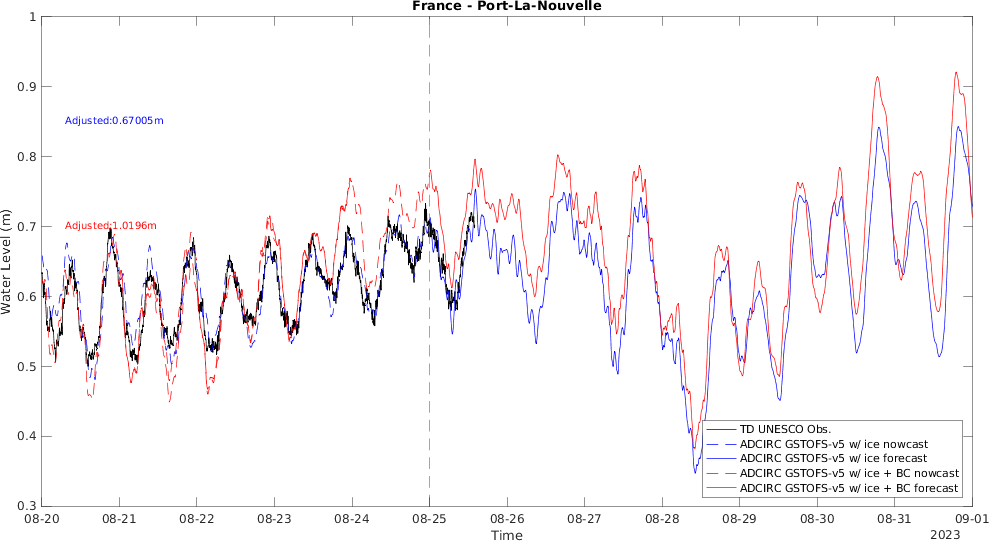 France - Port-La-Nouvelle
1
0.9
0.8
0.7
0.6
0.5
0.4
0.3
Water Level (m)
Adjusted:0.67005m
Adjusted:1.0196m
TD UNESCO Obs.
ADCIRC GSTOFS-v5 w/ ice nowcast
ADCIRC GSTOFS-v5 w/ ice forecast
ADCIRC GSTOFS-v5 w/ ice + BC nowcast
ADCIRC GSTOFS-v5 w/ ice + BC forecast
08-20 08-21 08-22 08-23 08-24 08-25 08-26 08-27 08-28 08-29 08-30 08-31 09-01
Time
2023